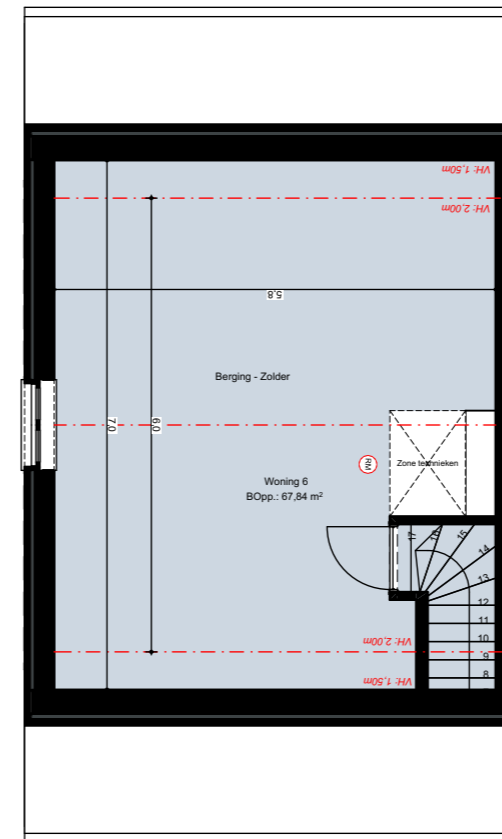 VH: 1,50m
VH: 2,00m
5,8
Berging - Zolder
7,0
6,0
RM
Zone technieken
Woning 6
BOpp.: 67,84 m²
17
16
15
14
13
12
11
10
9
8
VH: 2,00m
VH: 1,50m